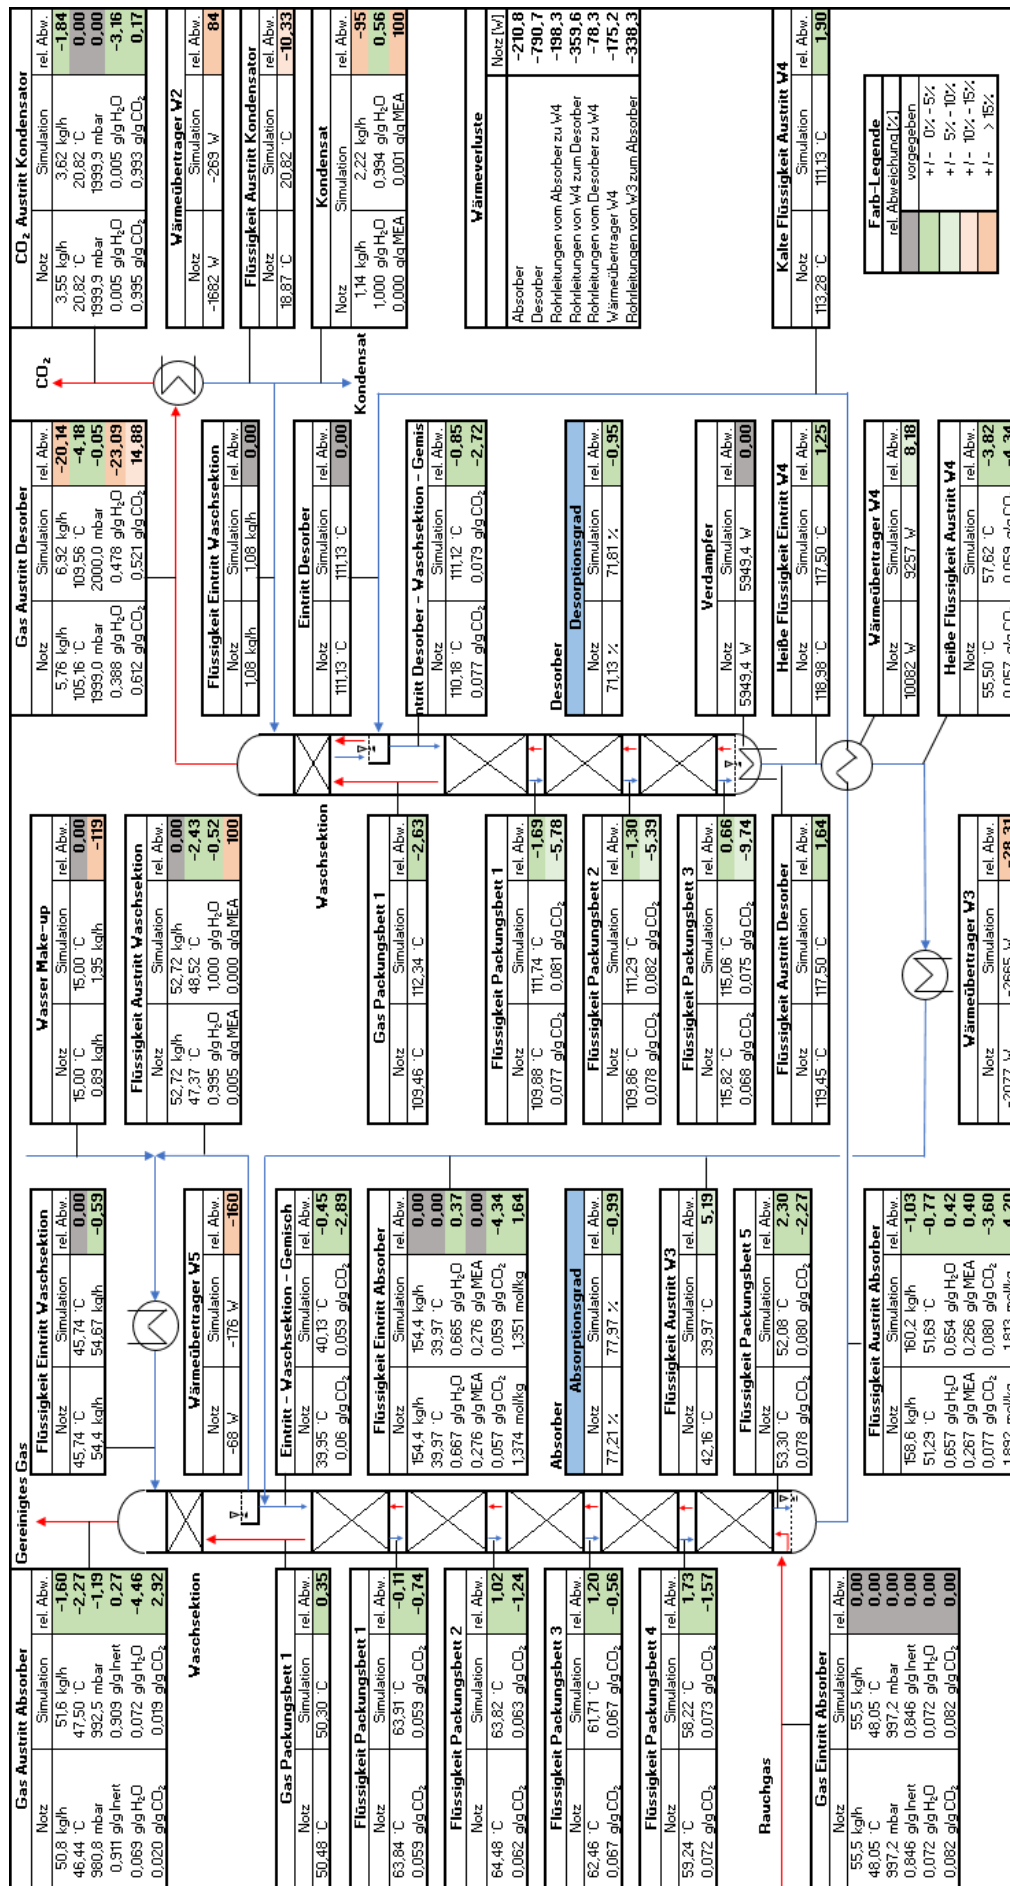 Gas Austritt Absorber
Notz Simulation rel. Abw.
50,8 kg/h 51,6 kg/h -1,60
46,44 °C 47,50 °C -2,27
980,8 mbar 992,5 mbar -1,19
0,911 g/g Inert 0,909 g/g Inert 0,27
0,069 g/g H₂O 0,072 g/g H₂O -4,46
0,020 g/g CO₂ 0,019 g/g CO₂ 2,92
Gereinigtes Gas
Waschsektion
Flüssigkeit Eintritt Waschsektion
Notz Simulation rel. Abw.
45,74 °C 45,74 °C 0,00
54,4 kg/h 54,67 kg/h -0,59
Wasser Make-up
Notz Simulation rel. Abw.
15,00 °C 15,00 °C 0,00
0,89 kg/h 1,95 kg/h -119
Flüssigkeit Austritt Waschsektion
Notz Simulation rel. Abw.
52,72 kg/h 52,72 kg/h 0,00
47,37 °C 48,52 °C -2,43
0,995 g/g H₂O 1,000 g/g H₂O -0,52
0,005 g/g MEA 0,000 g/g MEA 100
Gas Austritt Desorber
Notz Simulation rel. Abw.
5,76 kg/h 6,92 kg/h -20,14
105,16 °C 109,56 °C -4,18
1999,0 mbar 2000,0 mbar -0,05
0,388 g/g H₂O 0,478 g/g H₂O -23,09
0,612 g/g CO₂ 0,521 g/g CO₂ 14,88
CO₂
CO₂ Austritt Kondensator
Notz Simulation rel. Abw.
3,55 kg/h 3,62 kg/h -1,84
20,82 °C 20,82 °C 0,00
1999,9 mbar 1999,9 mbar 0,00
0,005 g/g H₂O 0,005 g/g H₂O -3,16
0,995 g/g CO₂ 0,993 g/g CO₂ 0,17
Wärmeübertrager W2
Notz Simulation rel. Abw.
-1682 W -269 W 84
Flüssigkeit Austritt Kondensator
Notz Simulation rel. Abw.
18,87 °C 20,82 °C -10,33
Kondensat
Notz Simulation rel. Abw.
1,14 kg/h 2,22 kg/h -95
1,000 g/g H₂O 0,994 g/g H₂O 0,56
0,000 g/g MEA 0,001 g/g MEA 100
Kondensat
Wärmeübertrager W5
Notz Simulation rel. Abw.
-68 W -176 W -160
Flüssigkeit Eintritt Waschsektion
Notz Simulation rel. Abw.
1,08 kg/h 1,08 kg/h 0,00
Waschsektion
Eintritt Desorber
Notz Simulation rel. Abw.
111,13 °C 111,13 °C 0,00
Gas Packungsbett 1
Notz Simulation rel. Abw.
50,48 °C 50,30 °C 0,35
Eintritt - Waschsektion - Gemisch
Notz Simulation rel. Abw.
39,95 °C 40,13 °C -0,45
0,06 g/g CO₂ 0,059 g/g CO₂ -2,89
Gas Packungsbett 1
Notz Simulation rel. Abw.
109,46 °C 112,34 °C -2,63
ntritt Desorber - Waschsektion - Gemis
Notz Simulation rel. Abw.
110,18 °C 111,12 °C -0,85
0,077 g/g CO₂ 0,079 g/g CO₂ -2,72
Flüssigkeit Packungsbett 1
Notz Simulation rel. Abw.
63,84 °C 63,91 °C -0,11
0,059 g/g CO₂ 0,059 g/g CO₂ -0,74
Flüssigkeit Eintritt Absorber
Notz Simulation rel. Abw.
154,4 kg/h 154,4 kg/h 0,00
39,97 °C 39,97 °C 0,00
0,667 g/g H₂O 0,665 g/g H₂O 0,37
0,276 g/g MEA 0,276 g/g MEA 0,00
0,057 g/g CO₂ 0,059 g/g CO₂ -4,34
1,374 mol/kg 1,351 mol/kg 1,64
Flüssigkeit Packungsbett 1
Notz Simulation rel. Abw.
109,88 °C 111,74 °C -1,69
0,077 g/g CO₂ 0,081 g/g CO₂ -5,78
Wärmeverluste
Notz [W]
Absorber -210,8
Desorber -790,7
Rohrleitungen vom Absorber zu W4 -198,3
Rohrleitungen von W4 zum Desorber -359,6
Rohrleitungen vom Desorber zu W4 -78,3
Wärmeübertrager W4 -175,2
Rohrleitungen von W3 zum Absorber -338,3
Flüssigkeit Packungsbett 2
Notz Simulation rel. Abw.
64,48 °C 63,82 °C 1,02
0,062 g/g CO₂ 0,063 g/g CO₂ -1,24
Absorber
Absorptionsgrad
Notz Simulation rel. Abw.
77,21 % 77,97 % -0,99
Flüssigkeit Packungsbett 2
Notz Simulation rel. Abw.
109,86 °C 111,29 °C -1,30
0,078 g/g CO₂ 0,082 g/g CO₂ -5,39
Desorber
Desorptionsgrad
Notz Simulation rel. Abw.
71,13 % 71,81 % -0,95
Flüssigkeit Packungsbett 3
Notz Simulation rel. Abw.
62,46 °C 61,71 °C 1,20
0,067 g/g CO₂ 0,067 g/g CO₂ -0,56
Flüssigkeit Austritt W3
Notz Simulation rel. Abw.
42,16 °C 39,97 °C 5,19
Flüssigkeit Packungsbett 3
Notz Simulation rel. Abw.
115,82 °C 115,06 °C 0,66
0,068 g/g CO₂ 0,075 g/g CO₂ -9,74
Verdampfer
Notz Simulation rel. Abw.
5949,4 W 5949,4 W 0,00
Flüssigkeit Packungsbett 4
Notz Simulation rel. Abw.
59,24 °C 58,22 °C 1,73
0,072 g/g CO₂ 0,073 g/g CO₂ -1,57
Flüssigkeit Packungsbett 5
Notz Simulation rel. Abw.
53,30 °C 52,08 °C 2,30
0,078 g/g CO₂ 0,080 g/g CO₂ -2,27
Flüssigkeit Austritt Desorber
Notz Simulation rel. Abw.
119,45 °C 117,50 °C 1,64
Heiße Flüssigkeit Eintritt W4
Notz Simulation rel. Abw.
118,98 °C 117,50 °C 1,25
Kalte Flüssigkeit Austritt W4
Notz Simulation rel. Abw.
113,28 °C 111,13 °C 1,90
Rauchgas
Gas Eintritt Absorber
Notz Simulation rel. Abw.
55,5 kg/h 55,5 kg/h 0,00
48,05 °C 48,05 °C 0,00
997,2 mbar 997,2 mbar 0,00
0,846 g/g Inert 0,846 g/g Inert 0,00
0,072 g/g H₂O 0,072 g/g H₂O 0,00
0,082 g/g CO₂ 0,082 g/g CO₂ 0,00
Flüssigkeit Austritt Absorber
Notz Simulation rel. Abw.
158,6 kg/h 160,2 kg/h -1,03
51,29 °C 51,69 °C -0,77
0,657 g/g H₂O 0,654 g/g H₂O 0,42
0,267 g/g MEA 0,266 g/g MEA 0,40
0,077 g/g CO₂ 0,080 g/g CO₂ -3,60
1,892 mol/kg 1,813 mol/kg 4,20
Wärmeübertrager W3
Notz Simulation rel. Abw.
-2077 W -2665 W -28,31
Wärmeübertrager W4
Notz Simulation rel. Abw.
10082 W 9257 W 8,18
Heiße Flüssigkeit Austritt W4
Notz Simulation rel. Abw.
55,50 °C 57,62 °C -3,82
0,057 g/g CO₂ 0,059 g/g CO₂ -4,34
Farb-Legende
rel. Abweichung [%]
vorgegeben
+/- 0% - 5%
+/- 5% - 10%
+/- 10% - 15%
+/- > 15%